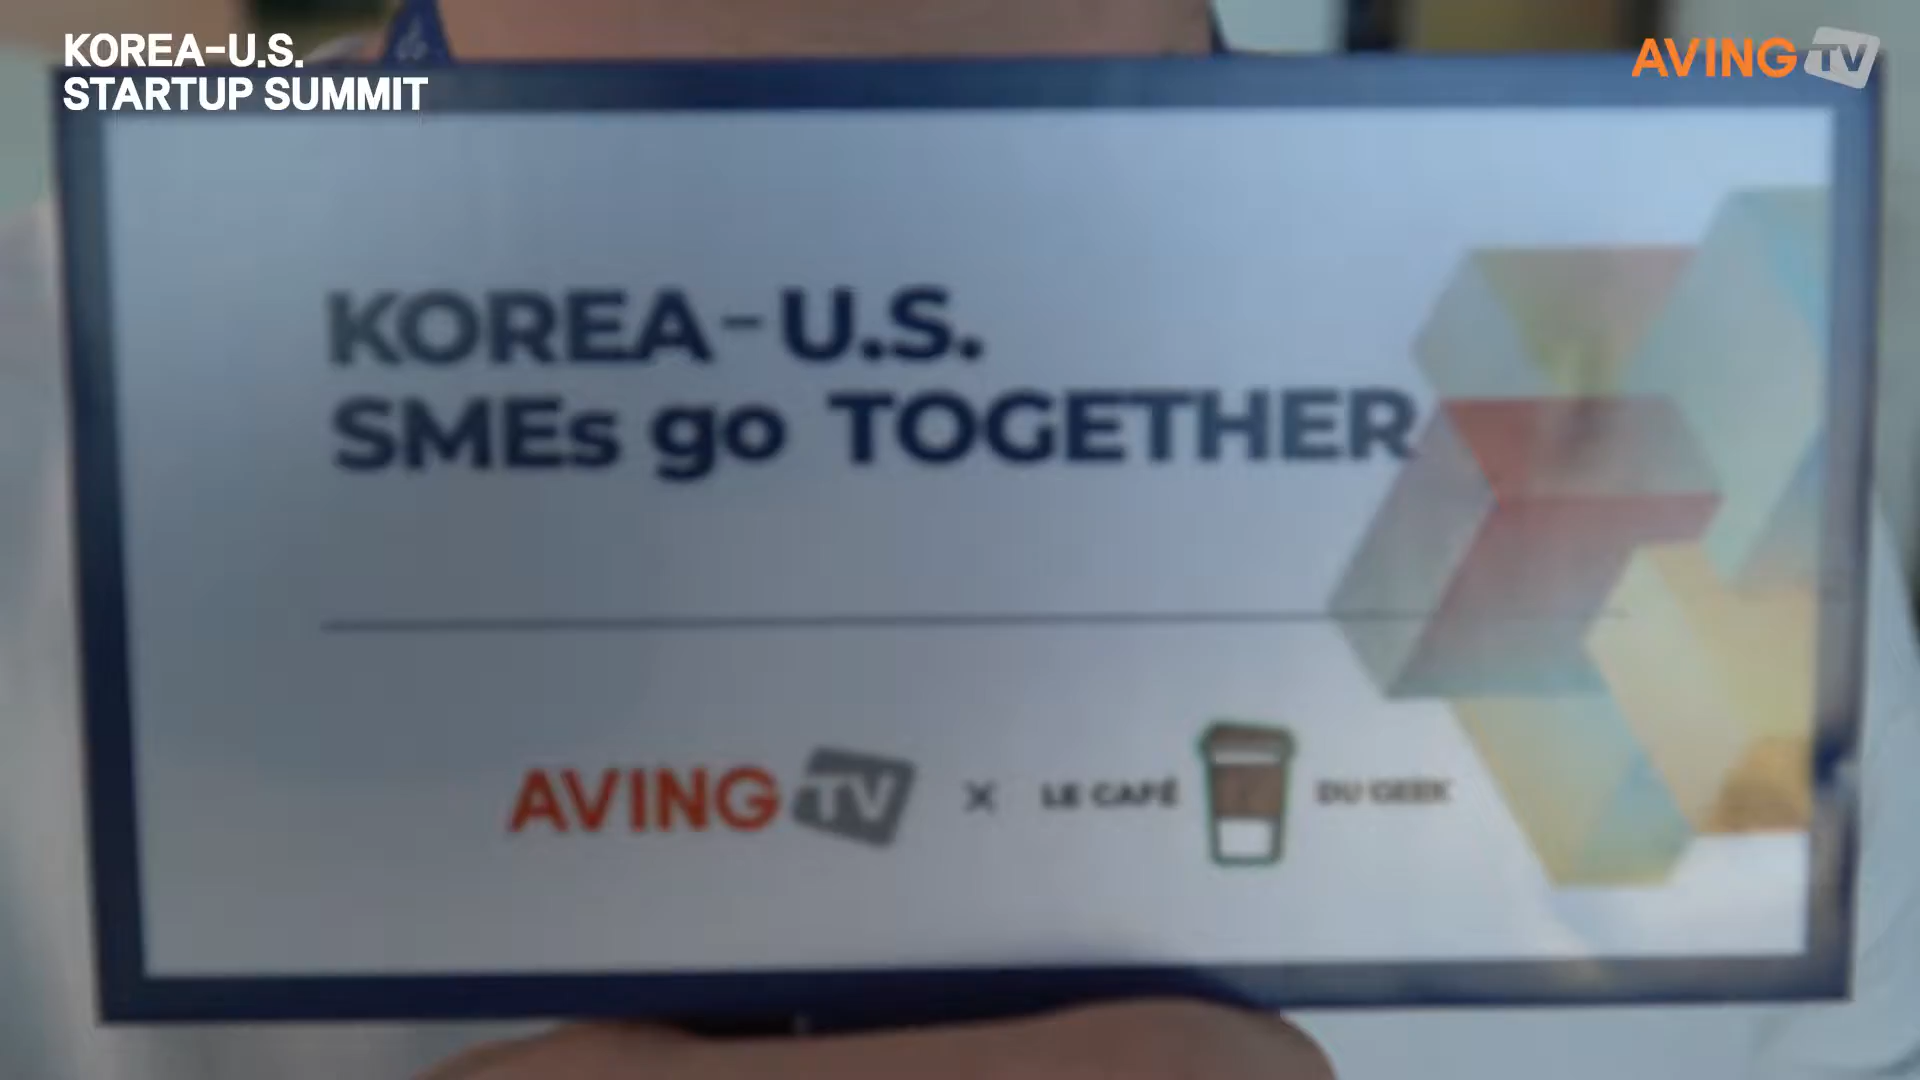 KOREA-U.S.
STARTUP SUMMIT
AVING TV
KOREA-U.S.
SMEs go TOGETHER
AVING TV x LE CAFÉ DU GEEK